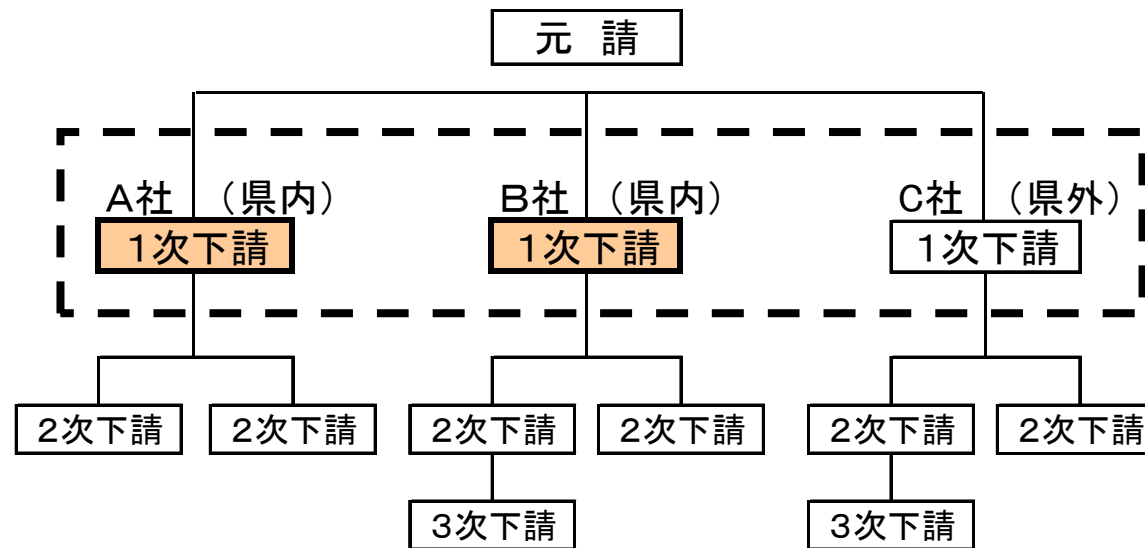 元 請
A社 （県内） B社 （県内） C社 （県外）
1次下請 1次下請 1次下請
2次下請 2次下請 2次下請 2次下請 2次下請 2次下請
3次下請 3次下請